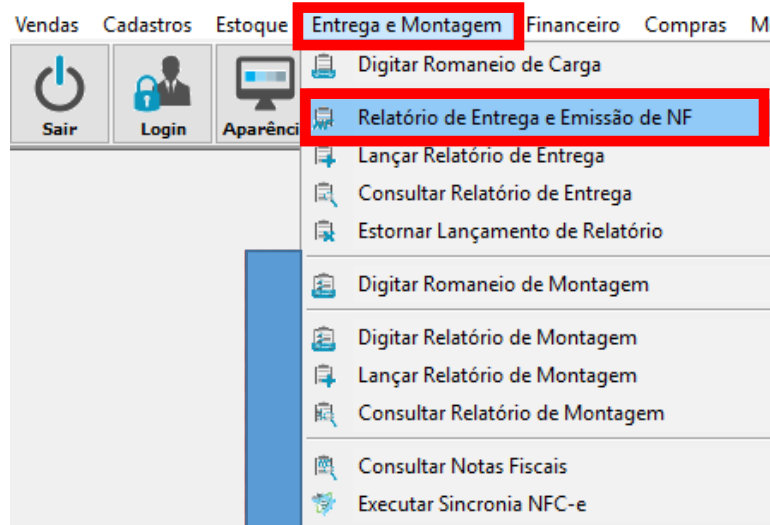 Vendas Cadastros Estoque Entrega e Montagem Financeiro Compras M
Sair Login Aparênci
Digitar Romaneio de Carga
Relatório de Entrega e Emissão de NF
Lançar Relatório de Entrega
Consultar Relatório de Entrega
Estornar Lançamento de Relatório
Digitar Romaneio de Montagem
Digitar Relatório de Montagem
Lançar Relatório de Montagem
Consultar Relatório de Montagem
Consultar Notas Fiscais
Executar Sincronia NFC-e